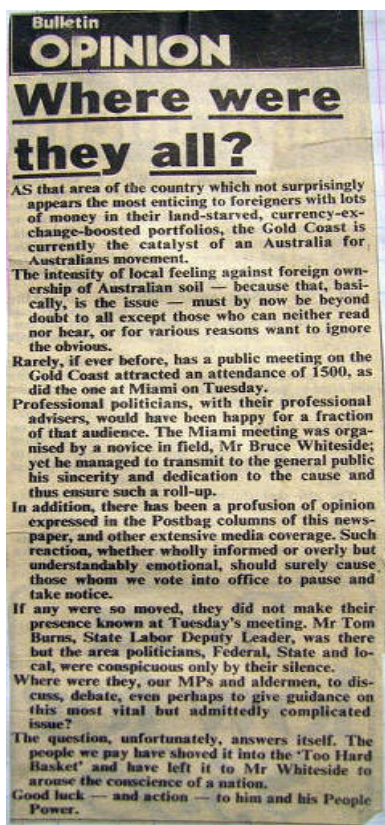 Bulletin
OPINION
Where were
they all?
AS that area of the country which not surprisingly
appears the most enticing to foreigners with lots
of money in their land-starved, currency-ex-
change-boosted portfolios, the Gold Coast is
currently the catalyst of an Australia for
Australians movement.
The intensity of local feeling against foreign own-
ership of Australian soil — because that, basi-
cally, is the issue — must by now be beyond
doubt to all except those who can neither read
nor hear, or for various reasons want to ignore
the obvious.
Rarely, if ever before, has a public meeting on the
Gold Coast attracted an attendance of 1500, as
did the one at Miami on Tuesday.
Professional politicians, with their professional
advisers, would have been happy for a fraction
of that audience. The Miami meeting was orga-
nised by a novice in field, Mr Bruce Whiteside;
yet he managed to transmit to the general public
his sincerity and dedication to the cause and
thus ensure such a roll-up.
In addition, there has been a profusion of opinion
expressed in the Postbag columns of this news-
paper, and other extensive media coverage. Such
reaction, whether wholly informed or overly but
understandably emotional, should surely cause
those whom we vote into office to pause and
take notice.
If any were so moved, they did not make their
presence known at Tuesday's meeting. Mr Tom
Burns, State Labor Deputy Leader, was there
but the area politicians, Federal, State and lo-
cal, were conspicuous only by their silence.
Where were they, our MPs and aldermen, to dis-
cuss, debate, even perhaps to give guidance on
this most vital but admittedly complicated
issue?
The question, unfortunately, answers itself. The
people we pay have shoved it into the 'Too Hard
Basket' and have left it to Mr Whiteside to
arouse the conscience of a nation.
Good luck — and action — to him and his People
Power.